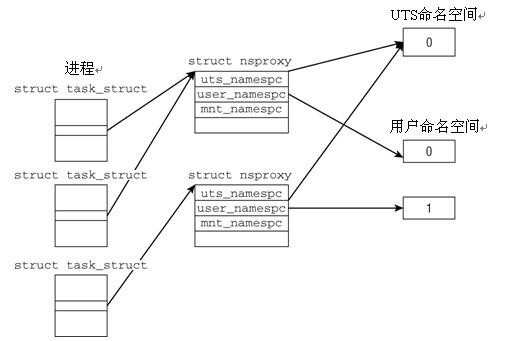 UTS命名空间
0
进程
struct nsproxy
struct task_struct
uts_namespc
user_namespc
mnt_namespc
用户命名空间
0
struct task_struct
struct nsproxy
uts_namespc
user_namespc
1
mnt_namespc
struct task_struct